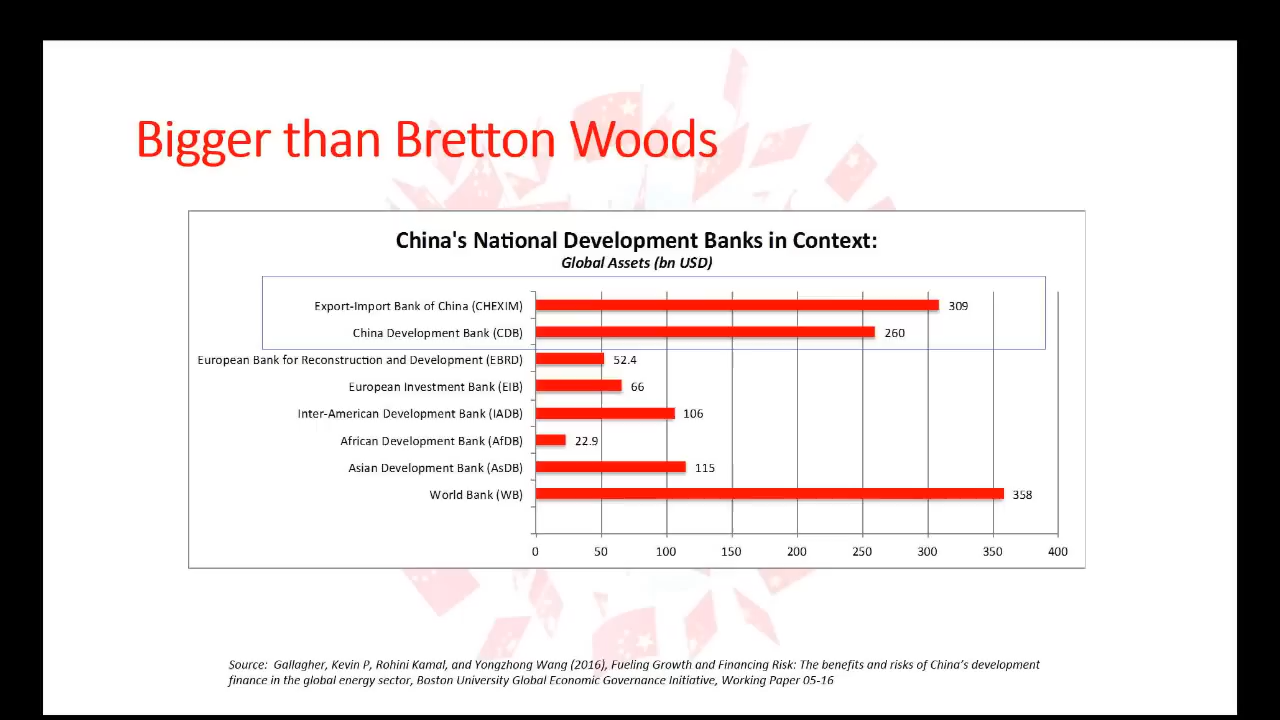 Bigger than Bretton Woods
China's National Development Banks in Context:
Global Assets (bn USD)
Export-Import Bank of China (CHEXIM) 309
China Development Bank (CDB) 260
European Bank for Reconstruction and Development (EBRD) 52.4
European Investment Bank (EIB) 66
Inter-American Development Bank (IADB) 106
African Development Bank (AfDB) 22.9
Asian Development Bank (AsDB) 115
World Bank (WB) 358
0 50 100 150 200 250 300 350 400
Source: Gallagher, Kevin P, Rohini Kamal, and Yongzhong Wang (2016), Fueling Growth and Financing Risk: The benefits and risks of China's development
finance in the global energy sector, Boston University Global Economic Governance Initiative, Working Paper 05-16